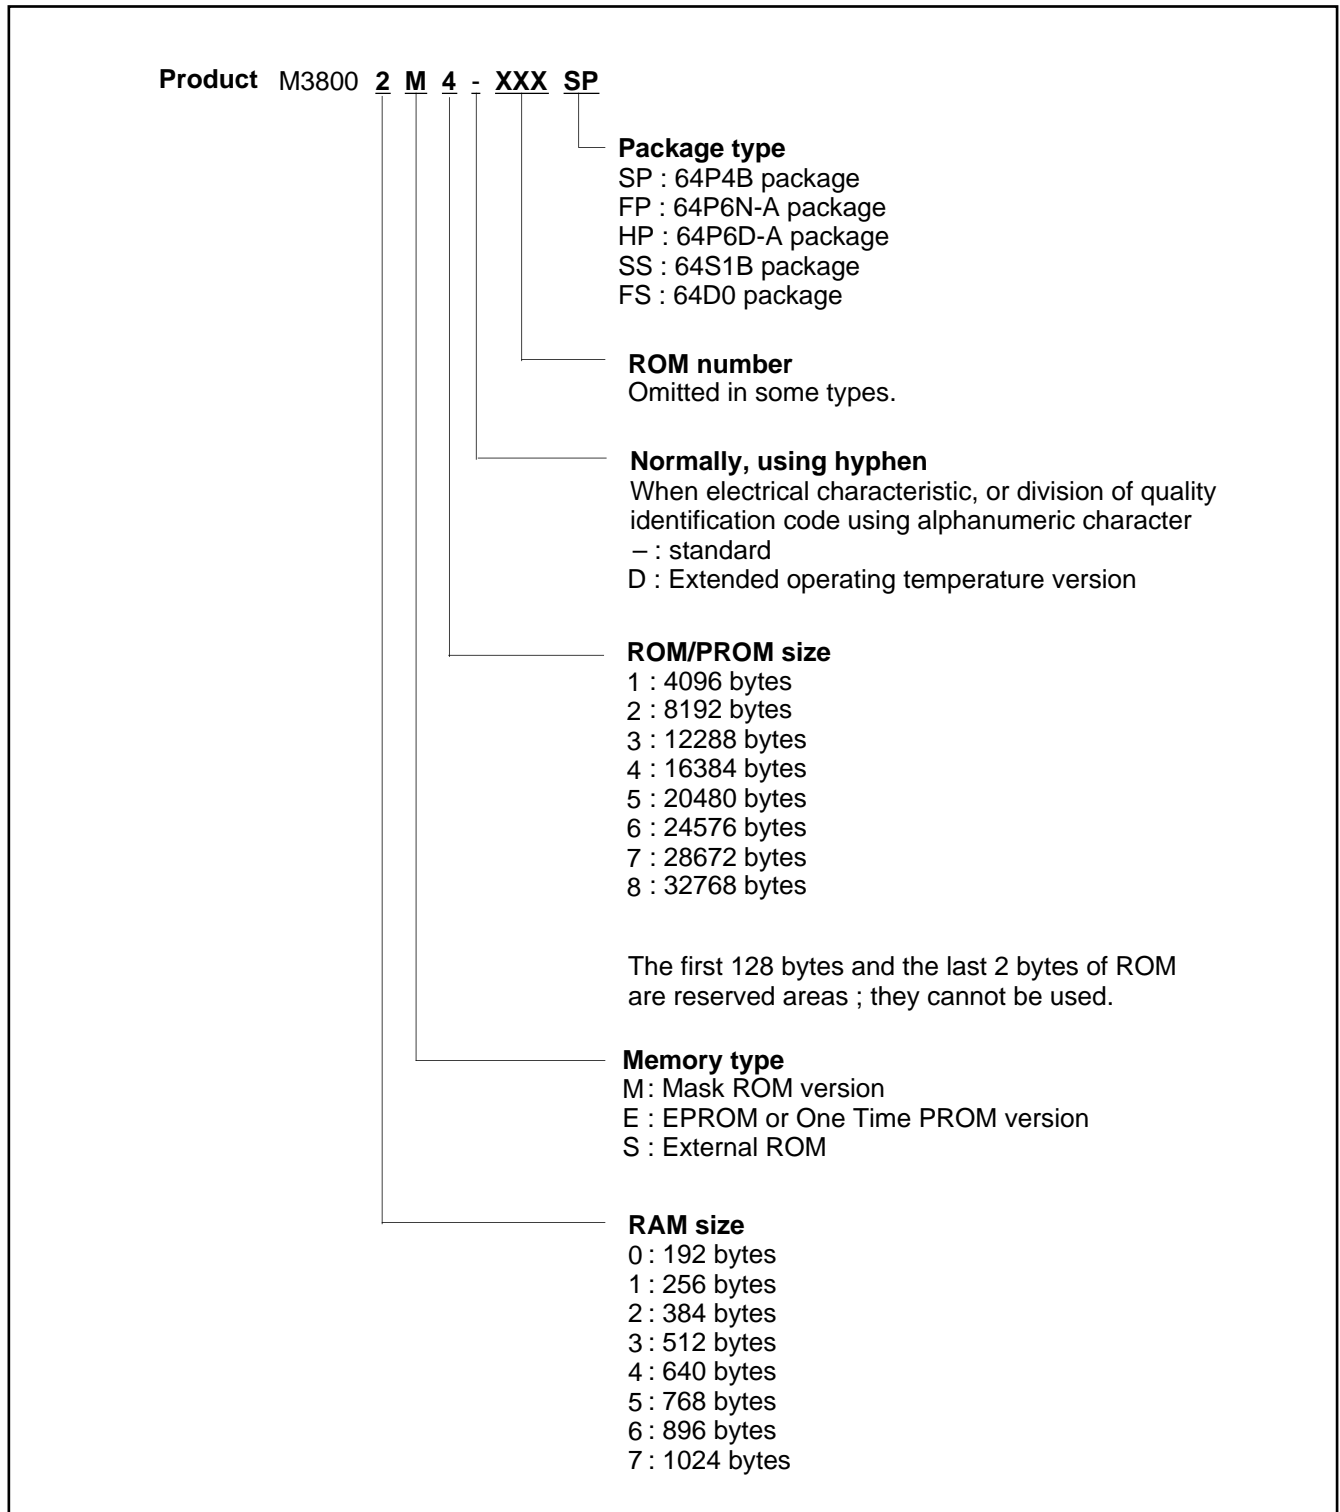 Product M3800 2 M 4 - XXX SP
Package type
SP : 64P4B package
FP : 64P6N-A package
HP : 64P6D-A package
SS : 64S1B package
FS : 64D0 package
ROM number
Omitted in some types.
Normally, using hyphen
When electrical characteristic, or division of quality
identification code using alphanumeric character
– : standard
D : Extended operating temperature version
ROM/PROM size
1 : 4096 bytes
2 : 8192 bytes
3 : 12288 bytes
4 : 16384 bytes
5 : 20480 bytes
6 : 24576 bytes
7 : 28672 bytes
8 : 32768 bytes
The first 128 bytes and the last 2 bytes of ROM
are reserved areas ; they cannot be used.
Memory type
M : Mask ROM version
E : EPROM or One Time PROM version
S : External ROM
RAM size
0 : 192 bytes
1 : 256 bytes
2 : 384 bytes
3 : 512 bytes
4 : 640 bytes
5 : 768 bytes
6 : 896 bytes
7 : 1024 bytes